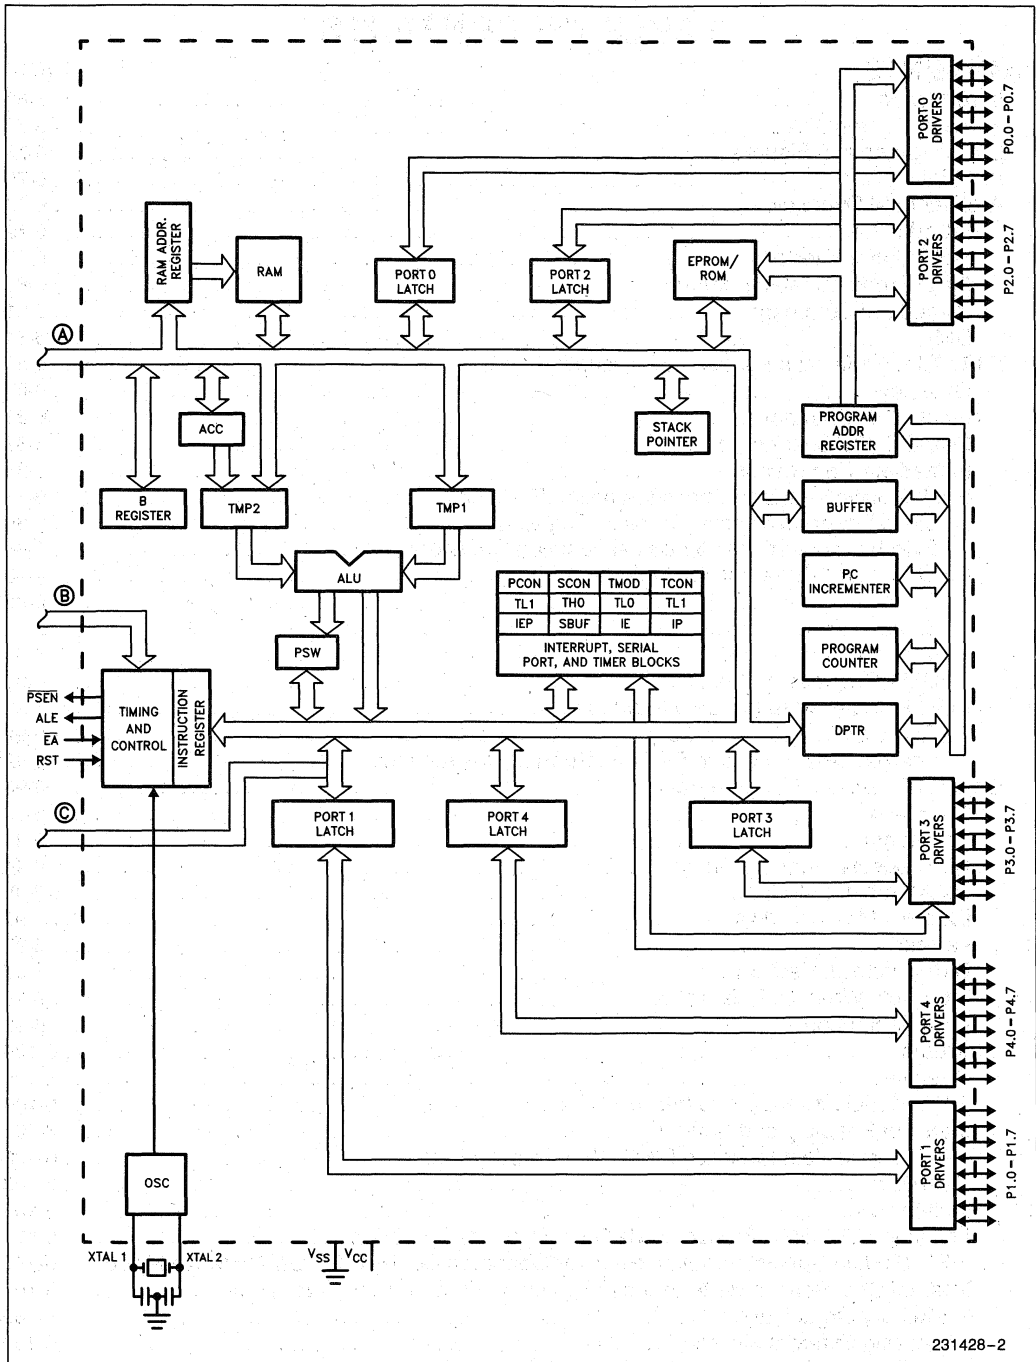 PORT 0
DRIVERS
P0.0–P0.7
RAM ADDR.
REGISTER
RAM
PORT 0
LATCH
PORT 2
LATCH
EPROM/
ROM
PORT 2
DRIVERS
P2.0–P2.7
A
ACC
STACK
POINTER
PROGRAM
ADDR
REGISTER
B
REGISTER
TMP2
TMP1
BUFFER
ALU
B
PCON SCON TMOD TCON
TL1 TH0 TL0 TL1
IEP SBUF IE IP
INTERRUPT, SERIAL
PORT, AND TIMER BLOCKS
PC
INCREMENTER
PSW
PROGRAM
COUNTER
PSEN
ALE
EA
RST
TIMING
AND
CONTROL
INSTRUCTION
REGISTER
DPTR
C
PORT 1
LATCH
PORT 4
LATCH
PORT 3
LATCH
PORT 3
DRIVERS
P3.0–P3.7
PORT 4
DRIVERS
P4.0–P4.7
PORT 1
DRIVERS
P1.0–P1.7
OSC
XTAL 1
XTAL 2
VSS
VCC
231428–2